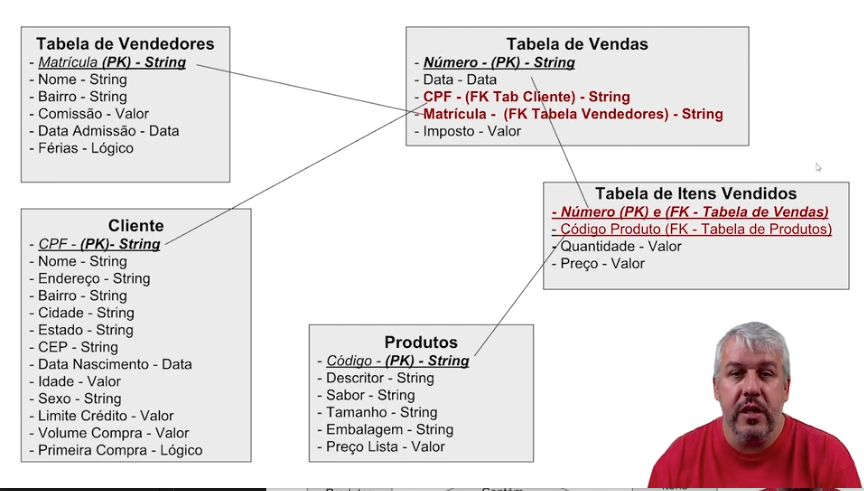 Tabela de Vendedores
- Matrícula (PK) - String
- Nome - String
- Bairro - String
- Comissão - Valor
- Data Admissão - Data
- Férias - Lógico
Tabela de Vendas
- Número - (PK) - String
- Data - Data
- CPF - (FK Tab Cliente) - String
- Matrícula - (FK Tabela Vendedores) - String
- Imposto - Valor
Tabela de Itens Vendidos
- Número (PK) e (FK - Tabela de Vendas)
- Código Produto (FK - Tabela de Produtos)
- Quantidade - Valor
- Preço - Valor
Cliente
- CPF - (PK)- String
- Nome - String
- Endereço - String
- Bairro - String
- Cidade - String
- Estado - String
- CEP - String
- Data Nascimento - Data
- Idade - Valor
- Sexo - String
- Limite Crédito - Valor
- Volume Compra - Valor
- Primeira Compra - Lógico
Produtos
- Código - (PK) - String
- Descritor - String
- Sabor - String
- Tamanho - String
- Embalagem - String
- Preço Lista - Valor